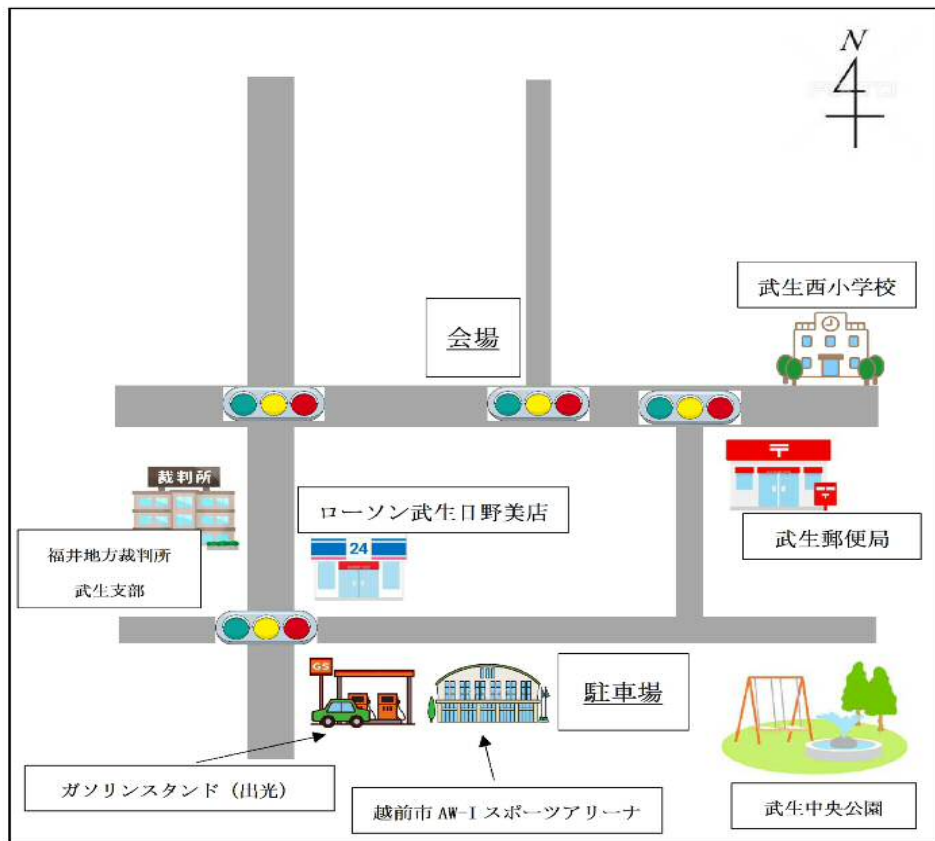 N
武生西小学校
会場
裁判所
ローソン武生日野美店
24
〒
〒
武生郵便局
福井地方裁判所
武生支部
GS
駐車場
ガソリンスタンド（出光）
越前市 AW-I スポーツアリーナ
武生中央公園